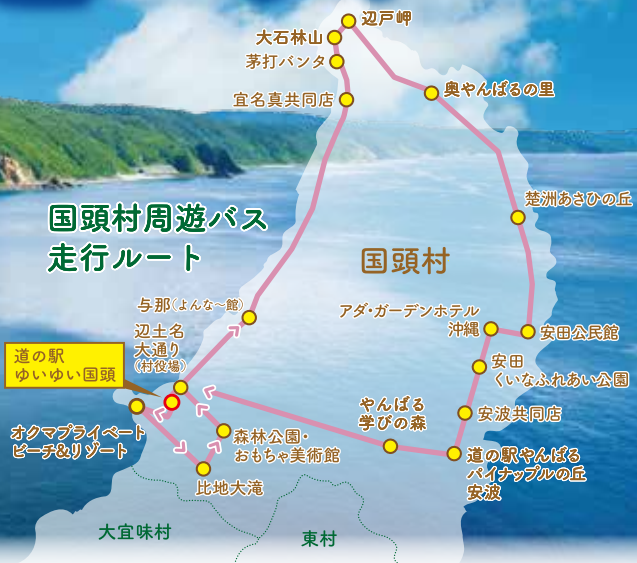 辺戸岬
大石林山
茅打バンタ
宜名真共同店
奥やんばるの里
楚洲あさひの丘
国頭村周遊バス
走行ルート
国頭村
与那(よんな〜館)
アダ・ガーデンホテル
沖縄
安田公民館
辺土名
大通り
(村役場)
道の駅
ゆいゆい国頭
安田
くいなふれあい公園
やんばる
学びの森
安波共同店
オクマプライベート
ビーチ&リゾート
森林公園・
おもちゃ美術館
道の駅やんばる
パイナップルの丘
安波
比地大滝
大宜味村
東村